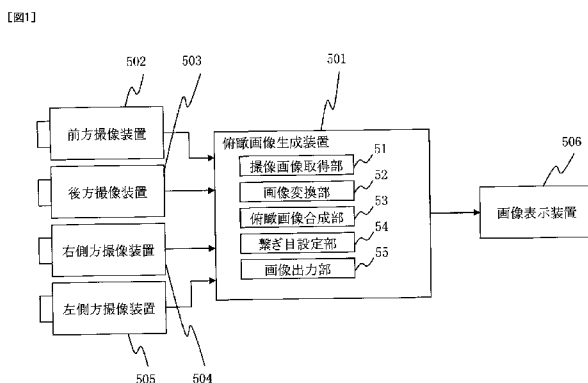 [図1]
502
503
501
前方撮像装置
後方撮像装置
右側方撮像装置
左側方撮像装置
505
504
俯瞰画像生成装置
撮像画像取得部
51
画像変換部
52
俯瞰画像合成部
53
繋ぎ目設定部
54
画像出力部
55
506
画像表示装置